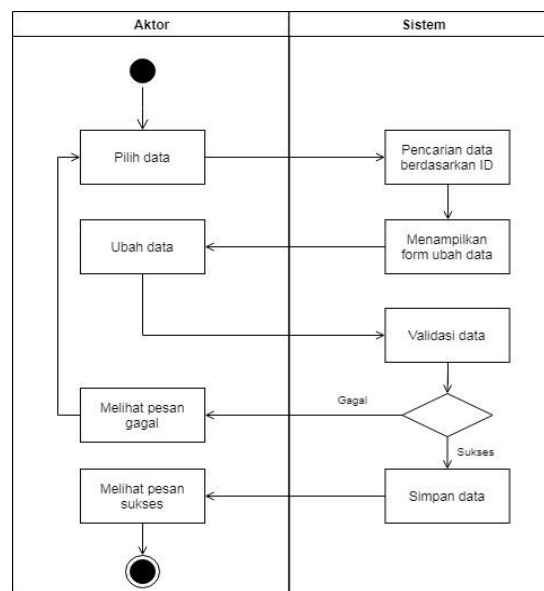 Aktor
Sistem
Pilih data
Pencarian data
berdasarkan ID
Ubah data
Menampilkan
form ubah data
Validasi data
Gagal
Melihat pesan
gagal
Sukses
Melihat pesan
sukses
Simpan data